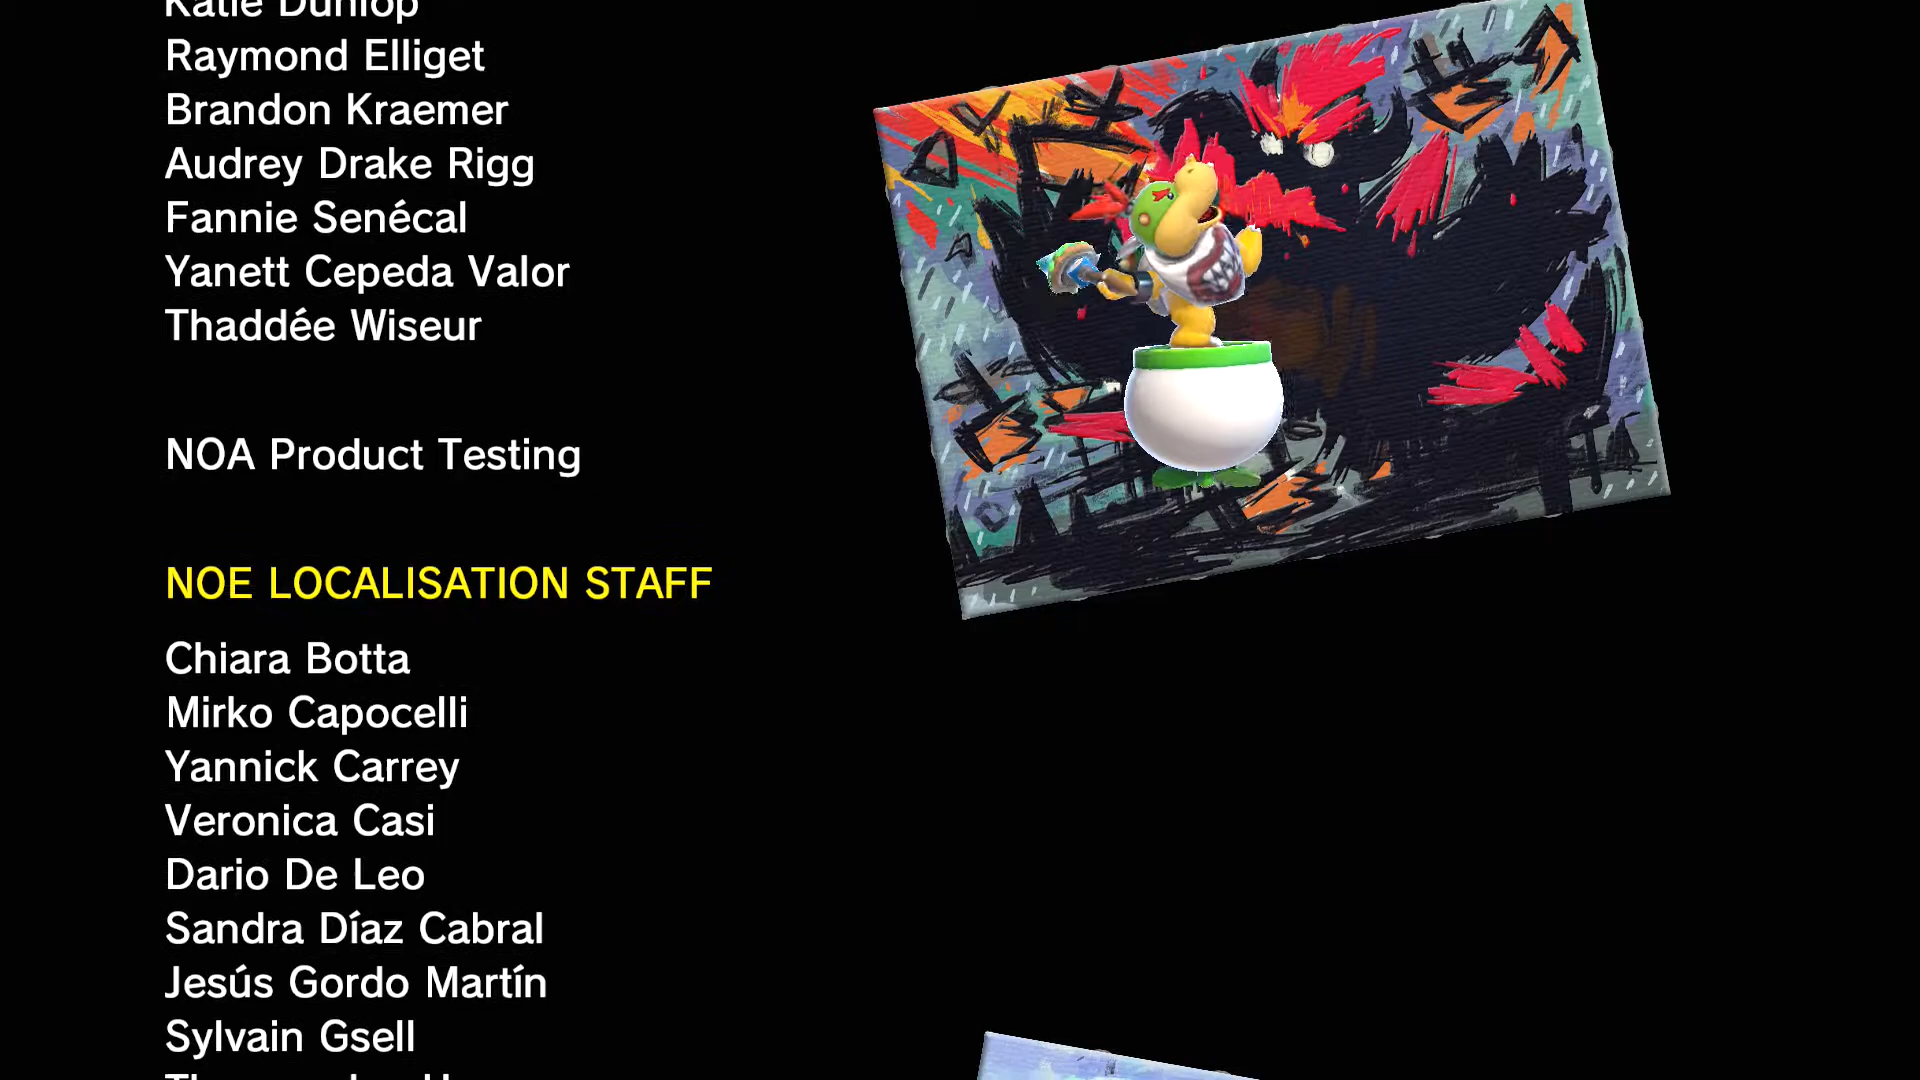 Katie Dunlop
Raymond Elliget
Brandon Kraemer
Audrey Drake Rigg
Fannie Senécal
Yanett Cepeda Valor
Thaddée Wiseur
NOA Product Testing
NOE LOCALISATION STAFF
Chiara Botta
Mirko Capocelli
Yannick Carrey
Veronica Casi
Dario De Leo
Sandra Díaz Cabral
Jesús Gordo Martín
Sylvain Gsell